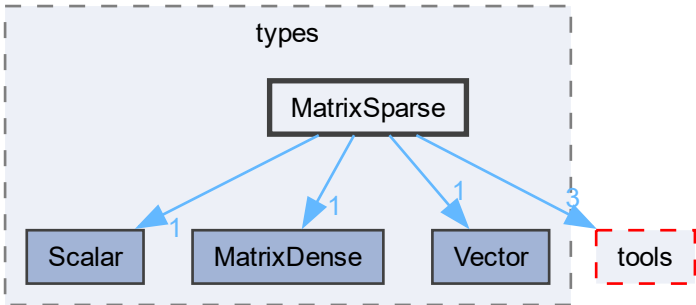 types
MatrixSparse
1
1
1
3
Scalar
MatrixDense
Vector
tools